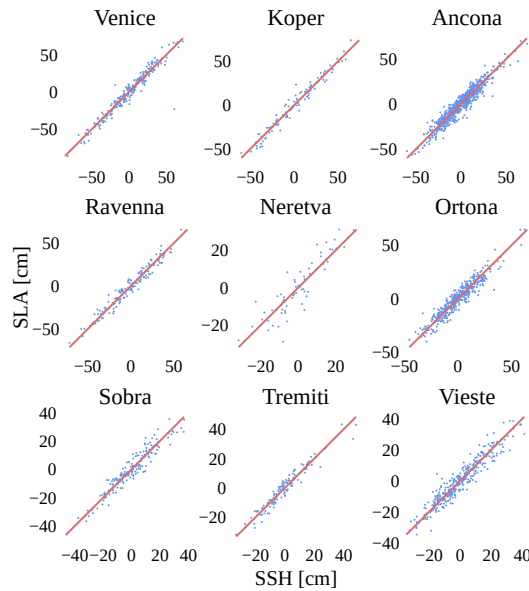 Venice Koper Ancona
50 50 50
0 0 0
−50 −50 −50
−50 0 50 −50 0 50 −50 0 50
Ravenna Neretva Ortona
50 20 50
0 0 0
−50 −20 −50
−50 0 50 −20 0 20 −50 0 50
SLA [cm]
Sobra Tremiti Vieste
40 40 40
20 20 20
0 0 0
−20 −20 −20
−40 −40
−40 −20 0 20 40 −20 0 20 40 −20 0 20 40
SSH [cm]